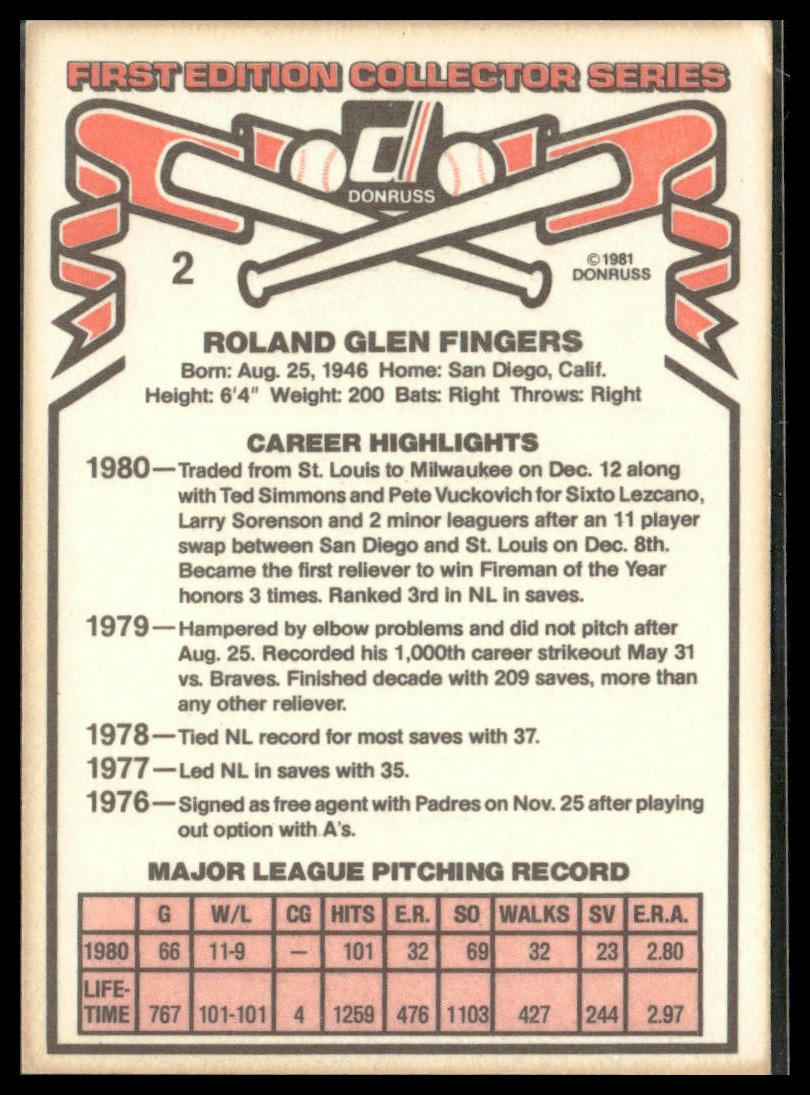 FIRST EDITION COLLECTOR SERIES
d
DONRUSS
2
©1981
DONRUSS
ROLAND GLEN FINGERS
Born: Aug. 25, 1946 Home: San Diego, Calif.
Height: 6'4" Weight: 200 Bats: Right Throws: Right
CAREER HIGHLIGHTS
1980—Traded from St. Louis to Milwaukee on Dec. 12 along
with Ted Simmons and Pete Vuckovich for Sixto Lezcano,
Larry Sorenson and 2 minor leaguers after an 11 player
swap between San Diego and St. Louis on Dec. 8th.
Became the first reliever to win Fireman of the Year
honors 3 times. Ranked 3rd in NL in saves.
1979—Hampered by elbow problems and did not pitch after
Aug. 25. Recorded his 1,000th career strikeout May 31
vs. Braves. Finished decade with 209 saves, more than
any other reliever.
1978—Tied NL record for most saves with 37.
1977—Led NL in saves with 35.
1976—Signed as free agent with Padres on Nov. 25 after playing
out option with A's.
MAJOR LEAGUE PITCHING RECORD
G W/L CG HITS E.R. SO WALKS SV E.R.A.
1980 66 11-9 — 101 32 69 32 23 2.80
LIFE-
TIME 767 101-101 4 1259 476 1103 427 244 2.97